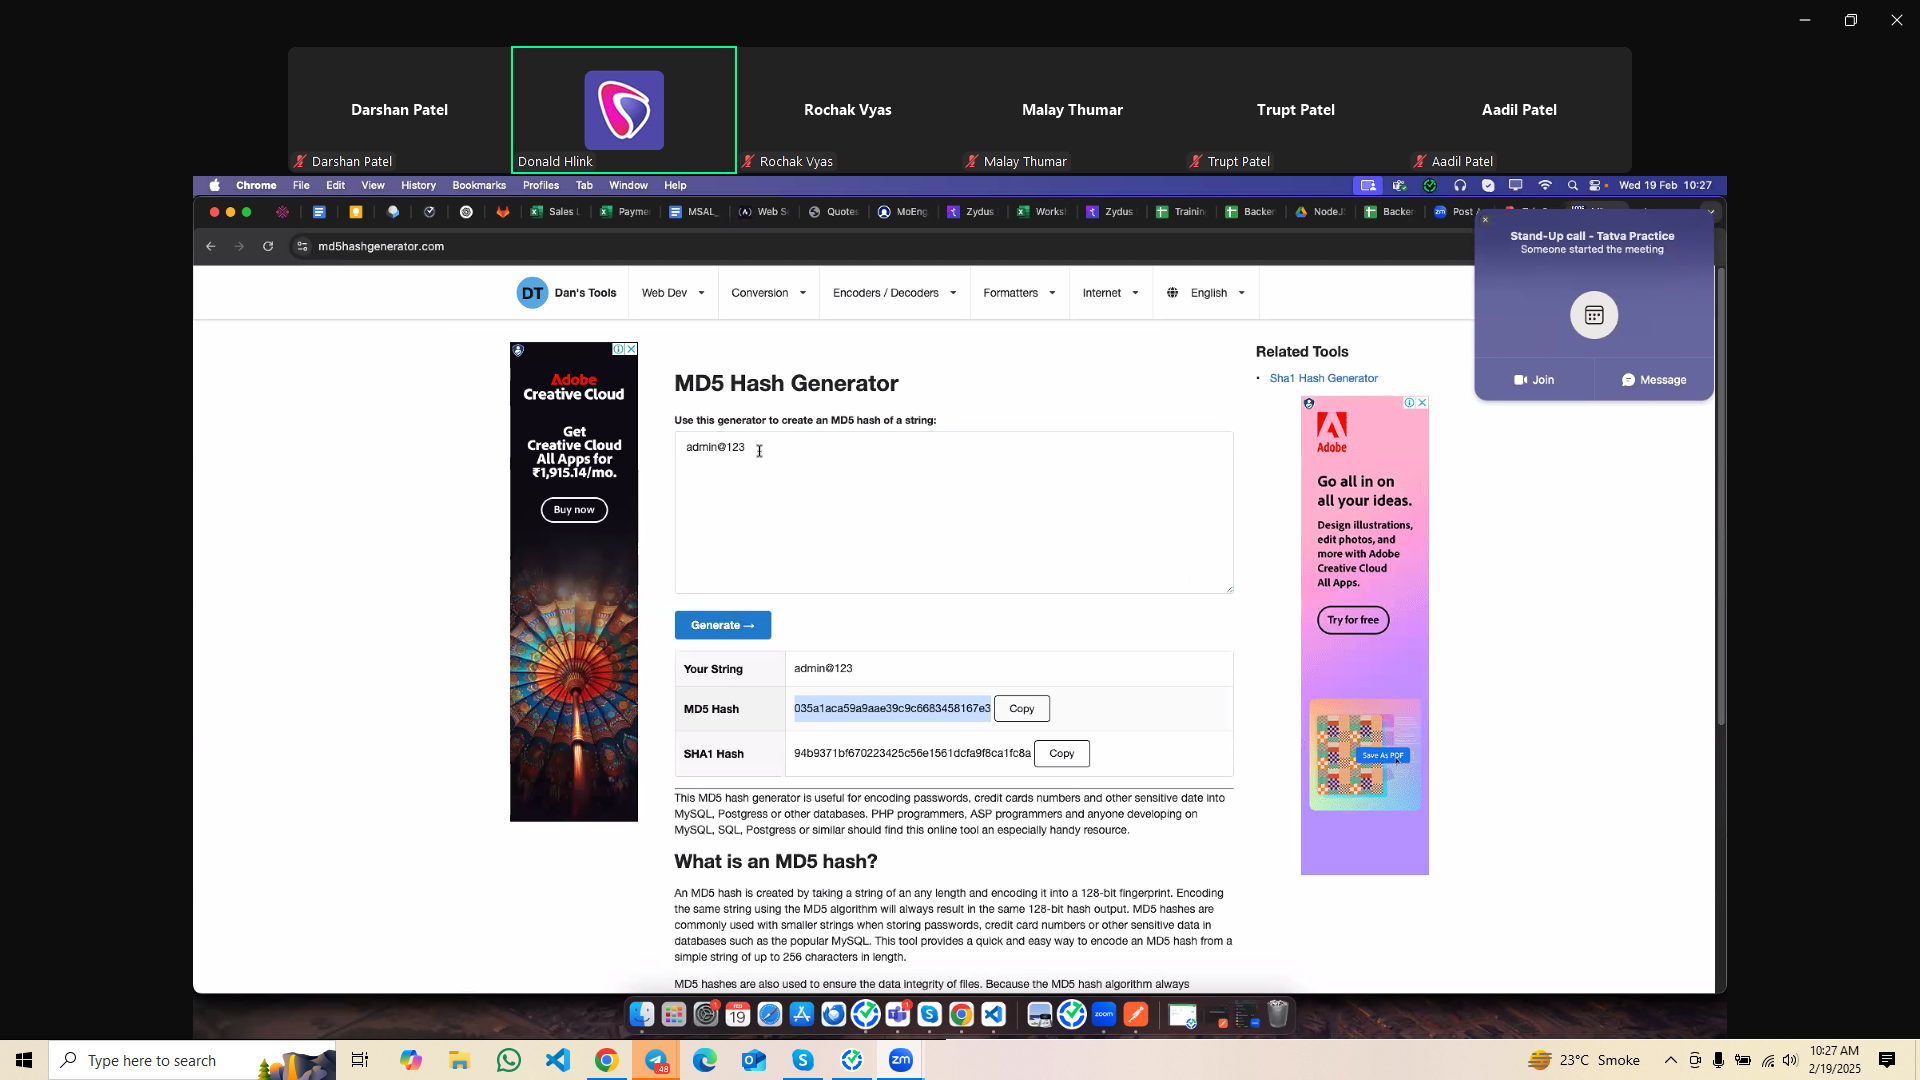 Darshan Patel
Rochak Vyas
Malay Thumar
Trupt Patel
Aadil Patel
Darshan Patel
Donald Hlink
Rochak Vyas
Malay Thumar
Trupt Patel
Aadil Patel
Chrome File Edit View History Bookmarks Profiles Tab Window Help
Wed 19 Feb 10:27
Sales
Payme
MSAL_
Web S
Quotes
MoEng
Zydus
Works
Zydus
Trainin
Backer
NodeJ
Backer
Post A
md5hashgenerator.com
Stand-Up call - Tatva Practice
Someone started the meeting
Join
Message
DT Dan's Tools
Web Dev
Conversion
Encoders / Decoders
Formatters
Internet
English
Adobe
Creative Cloud
Get
Creative Cloud
All Apps for
₹1,915.14/mo.
Buy now
MD5 Hash Generator
Use this generator to create an MD5 hash of a string:
admin@123
Generate →
Your String admin@123
MD5 Hash 035a1aca59a9aae39c9c6683458167e3 Copy
SHA1 Hash 94b9371bf670223425c56e1561dcfa9f8ca1fc8a Copy
This MD5 hash generator is useful for encoding passwords, credit cards numbers and other sensitive date into
MySQL, Postgress or other databases. PHP programmers, ASP programmers and anyone developing on
MySQL, SQL, Postgress or similar should find this online tool an especially handy resource.
What is an MD5 hash?
An MD5 hash is created by taking a string of an any length and encoding it into a 128-bit fingerprint. Encoding
the same string using the MD5 algorithm will always result in the same 128-bit hash output. MD5 hashes are
commonly used with smaller strings when storing passwords, credit card numbers or other sensitive data in
databases such as the popular MySQL. This tool provides a quick and easy way to encode an MD5 hash from a
simple string of up to 256 characters in length.
MD5 hashes are also used to ensure the data integrity of files. Because the MD5 hash algorithm always
Related Tools
Sha1 Hash Generator
Adobe
Go all in on
all your ideas.
Design illustrations,
edit photos, and
more with Adobe
Creative Cloud
All Apps.
Try for free
Save As PDF
FEB
19
zoom
Type here to search
48
zm
23°C Smoke
10:27 AM
2/19/2025